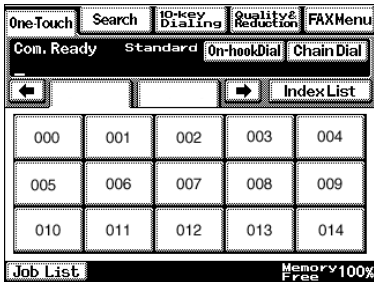 One-Touch Search 10-key Dialing Quality& Reduction FAXMenu
Com. Ready Standard On-hookDial Chain Dial
IndexList
000 001 002 003 004
005 006 007 008 009
010 011 012 013 014
Job List Memory Free 100%